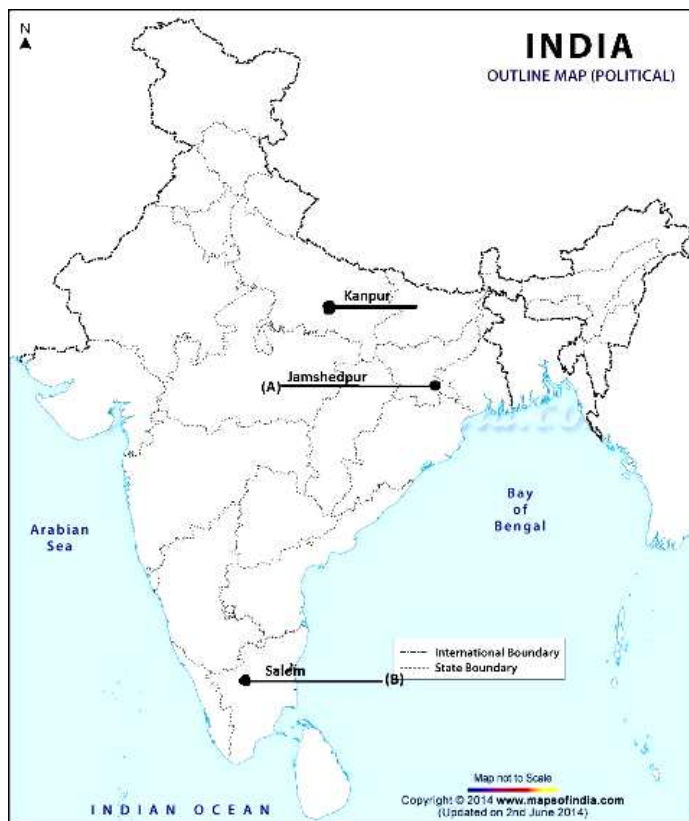 N
INDIA
OUTLINE MAP (POLITICAL)
Kanpur
(A) Jamshedpur
Arabian
Sea
Bay
of
Bengal
International Boundary
State Boundary
Salem
(B)
Map not to Scale
Copyright © 2014 www.mapsofindia.com
(Updated on 2nd June 2014)
INDIAN OCEAN